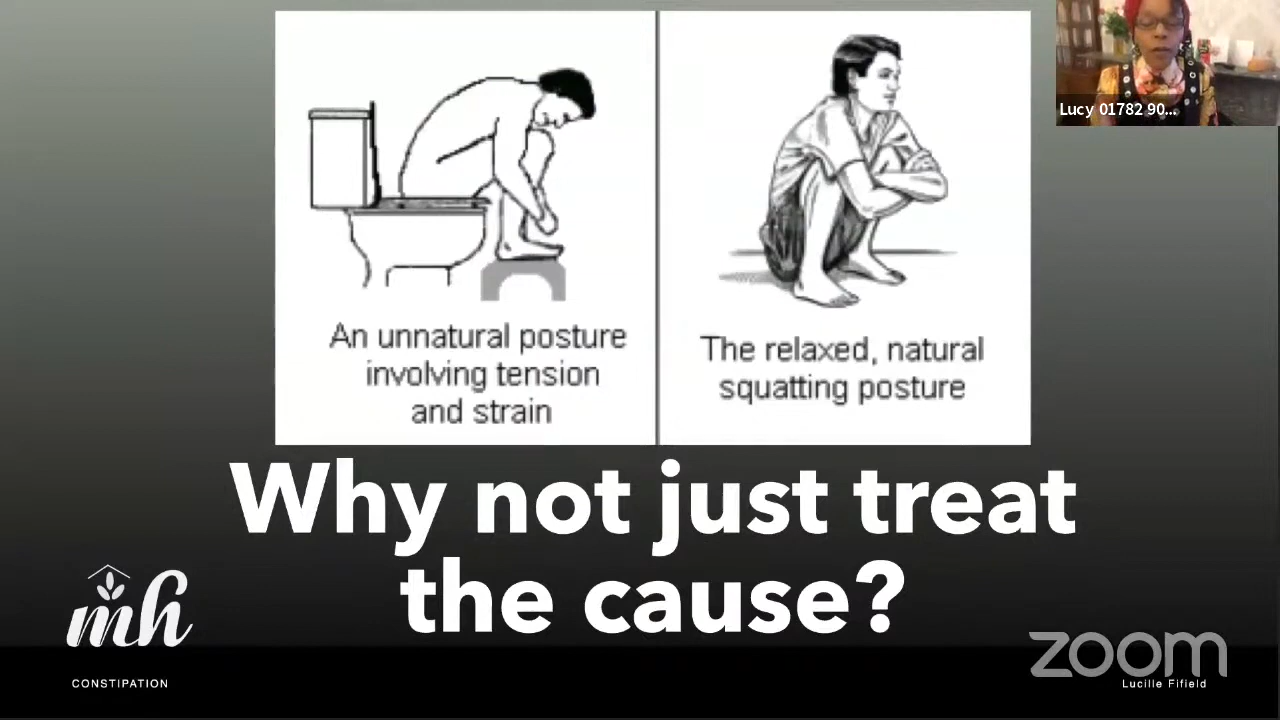 Lucy 01782 90...
An unnatural posture
involving tension
and strain
The relaxed, natural
squatting posture
Why not just treat
the cause?
mh
CONSTIPATION
zoom
Lucille Fifield